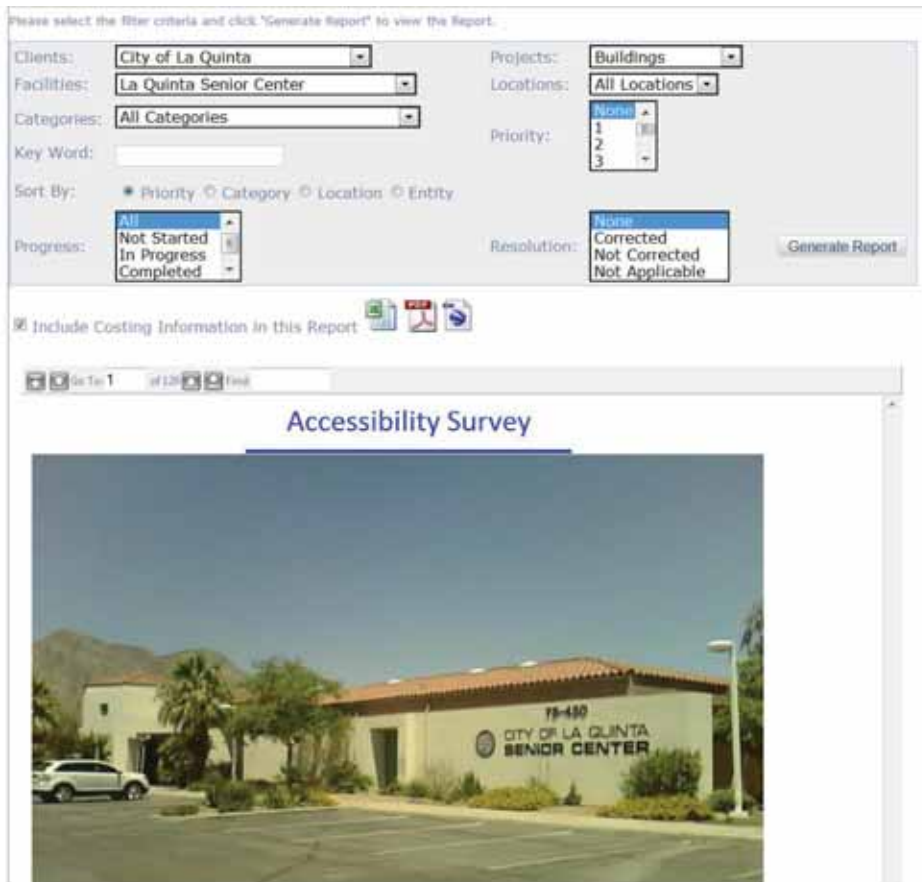 Please select the filter criteria and click "Generate Report" to view the Report.
Clients: City of La Quinta Projects: Buildings
Facilities: La Quinta Senior Center Locations: All Locations
Categories: All Categories
Priority: None
1
2
3
Key Word:
Sort By: Priority Category Location Entity
Progress: All
Not Started
In Progress
Completed
Resolution: None
Corrected
Not Corrected
Not Applicable
Generate Report
Include Costing Information in this Report
PDF
Go To: 1 of Find
Accessibility Survey
78-450
CITY OF LA QUINTA
SENIOR CENTER